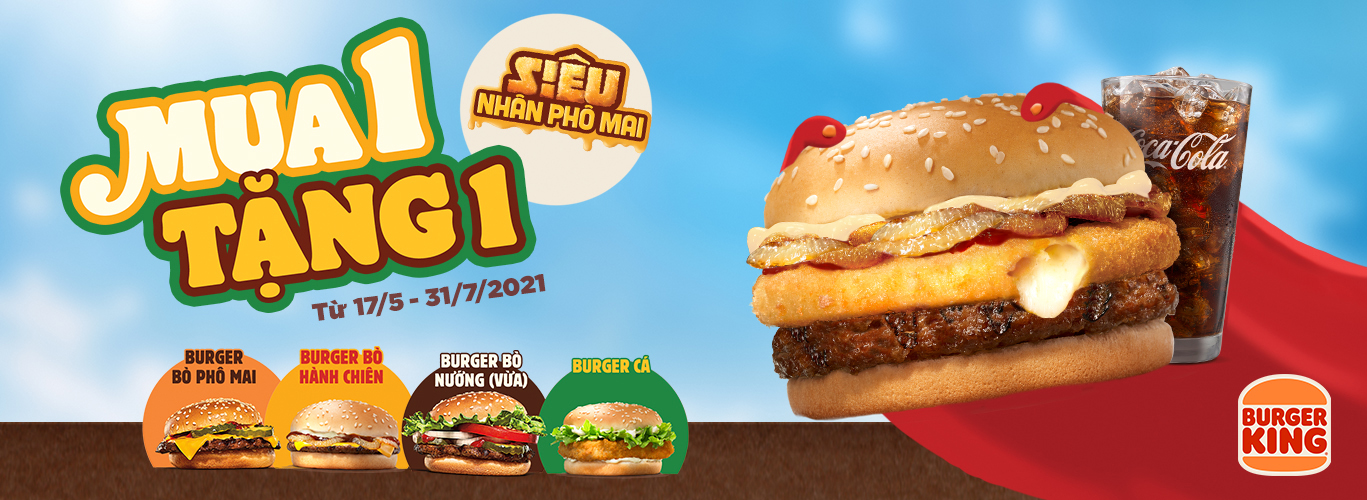 MUA 1
TẶNG 1
SIÊU
NHÂN PHÔ MAI
Từ 17/5 - 31/7/2021
BURGER
BÒ PHÔ MAI
BURGER BÒ
HÀNH CHIÊN
BURGER BÒ
NƯỚNG (VỪA)
BURGER CÁ
Coca-Cola
BURGER
KING